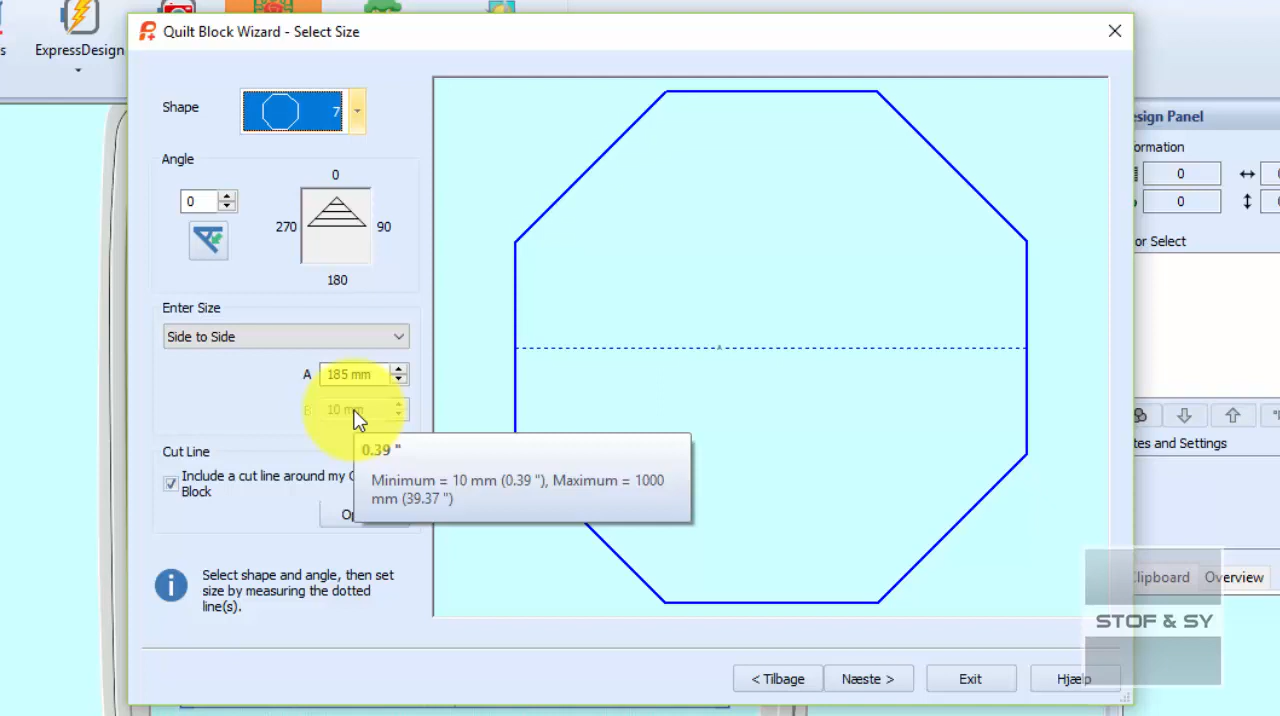 ExpressDesign
Quilt Block Wizard - Select Size
Shape
7
Angle
0
0
270
90
180
Enter Size
Side to Side
A 185 mm
B 10 mm
0.39 "
Minimum = 10 mm (0.39 "), Maximum = 1000
mm (39.37 ")
Cut Line
Include a cut line around my
Block
Select shape and angle, then set
size by measuring the dotted
line(s).
A
< Tilbage
Næste >
Exit
Hjælp
esign Panel
ormation
0
0
or Select
tes and Settings
Clipboard
Overview
STOF & SY